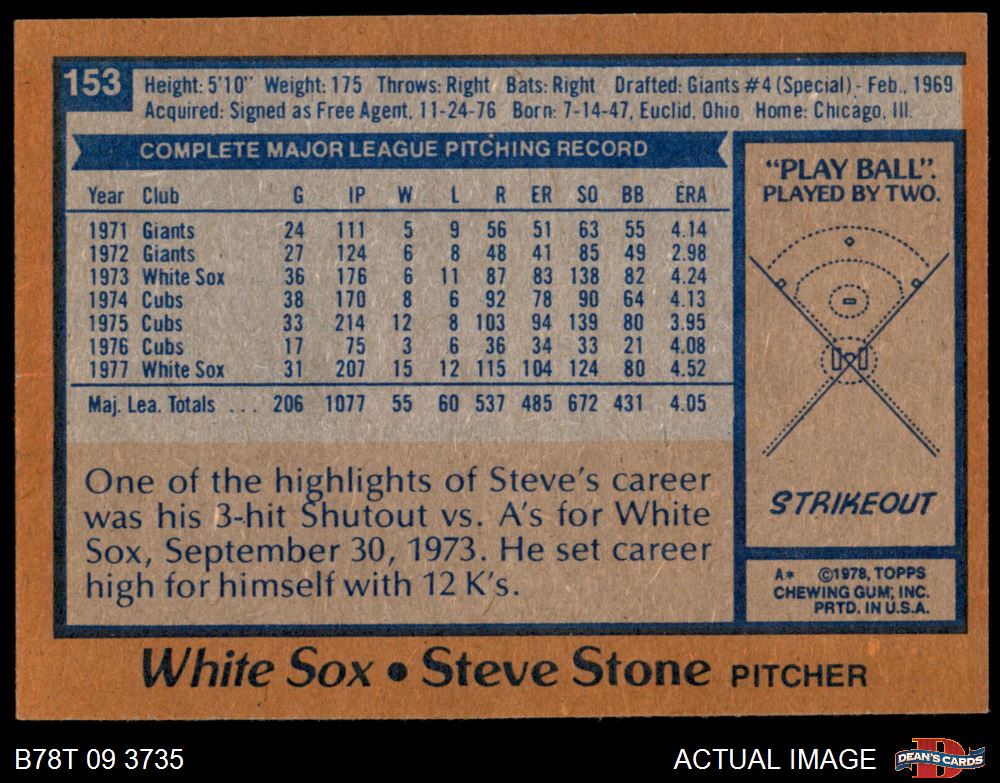 153
Height: 5'10" Weight: 175 Throws: Right Bats: Right Drafted: Giants #4 (Special) - Feb., 1969
Acquired: Signed as Free Agent, 11-24-76 Born: 7-14-47, Euclid, Ohio Home: Chicago, Ill.
COMPLETE MAJOR LEAGUE PITCHING RECORD
Year Club G IP W L R ER SO BB ERA
1971 Giants 24 111 5 9 56 51 63 55 4.14
1972 Giants 27 124 6 8 48 41 85 49 2.98
1973 White Sox 36 176 6 11 87 83 138 82 4.24
1974 Cubs 38 170 8 6 92 78 90 64 4.13
1975 Cubs 33 214 12 8 103 94 139 80 3.95
1976 Cubs 17 75 3 6 36 34 33 21 4.08
1977 White Sox 31 207 15 12 115 104 124 80 4.52
Maj. Lea. Totals ... 206 1077 55 60 537 485 672 431 4.05
One of the highlights of Steve's career
was his 3-hit Shutout vs. A's for White
Sox, September 30, 1973. He set career
high for himself with 12 K's.
"PLAY BALL".
PLAYED BY TWO.
STRIKEOUT
A* ©1978, TOPPS
CHEWING GUM, INC.
PRTD. IN U.S.A.
White Sox • Steve Stone PITCHER
B78T 09 3735
ACTUAL IMAGE
D
DEAN'S CARDS